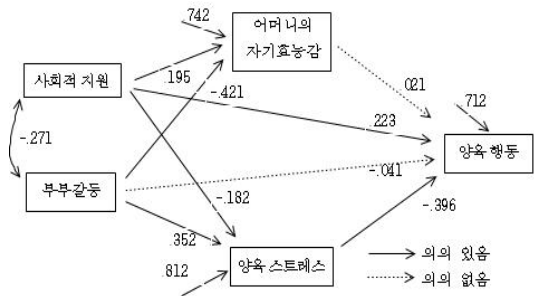 .742
어머니의
자기효능감
사회적 지원
.195
-.421
.021
.712
.223
-.271
양육 행동
부부갈등
-.041
-.182
-.396
.352
양육 스트레스
.812
의의 있음
의의 없음